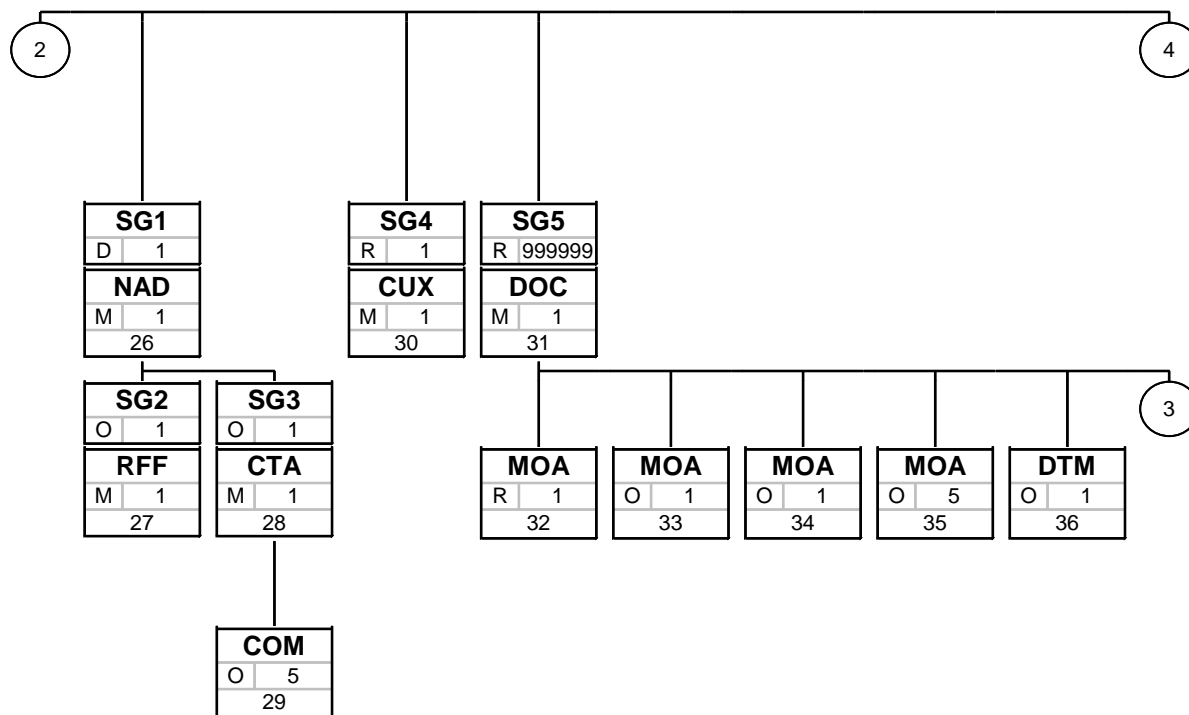 2
4
SG1
D 1
NAD
M 1
26
SG4
R 1
CUX
M 1
30
SG5
R 999999
DOC
M 1
31
SG2
O 1
RFF
M 1
27
SG3
O 1
CTA
M 1
28
COM
O 5
29
3
MOA
R 1
32
MOA
O 1
33
MOA
O 1
34
MOA
O 5
35
DTM
O 1
36